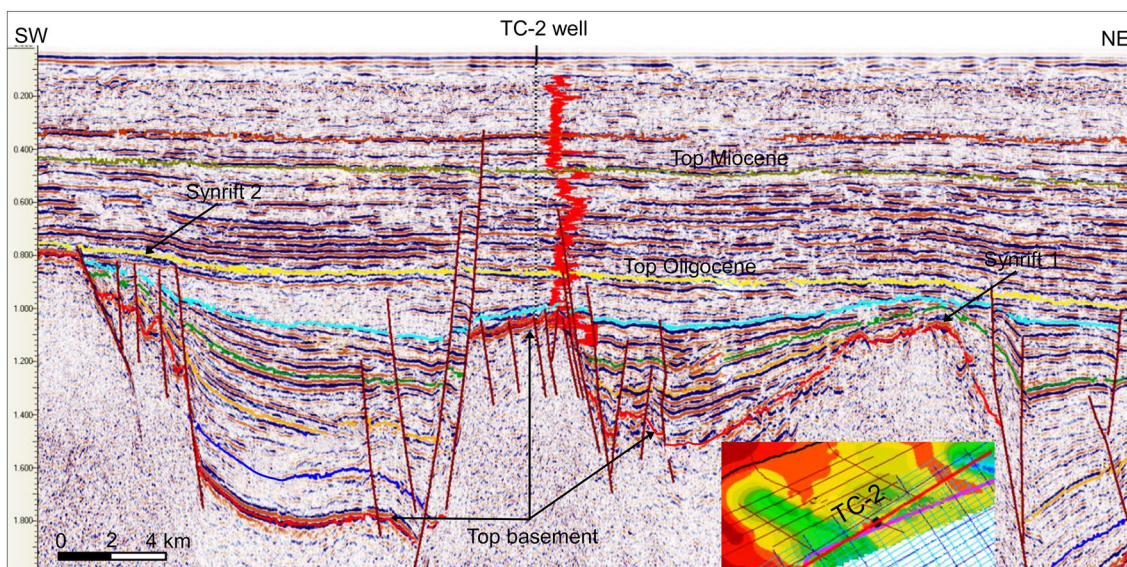 TC-2 well
SW
NE
0.200
0.400
Top Miocene
0.600
Synrift 2
0.800
Top Oligocene
Synrift 1
1.000
1.200
1.400
1.600
TC-2
1.800
Top basement
0 2 4 km